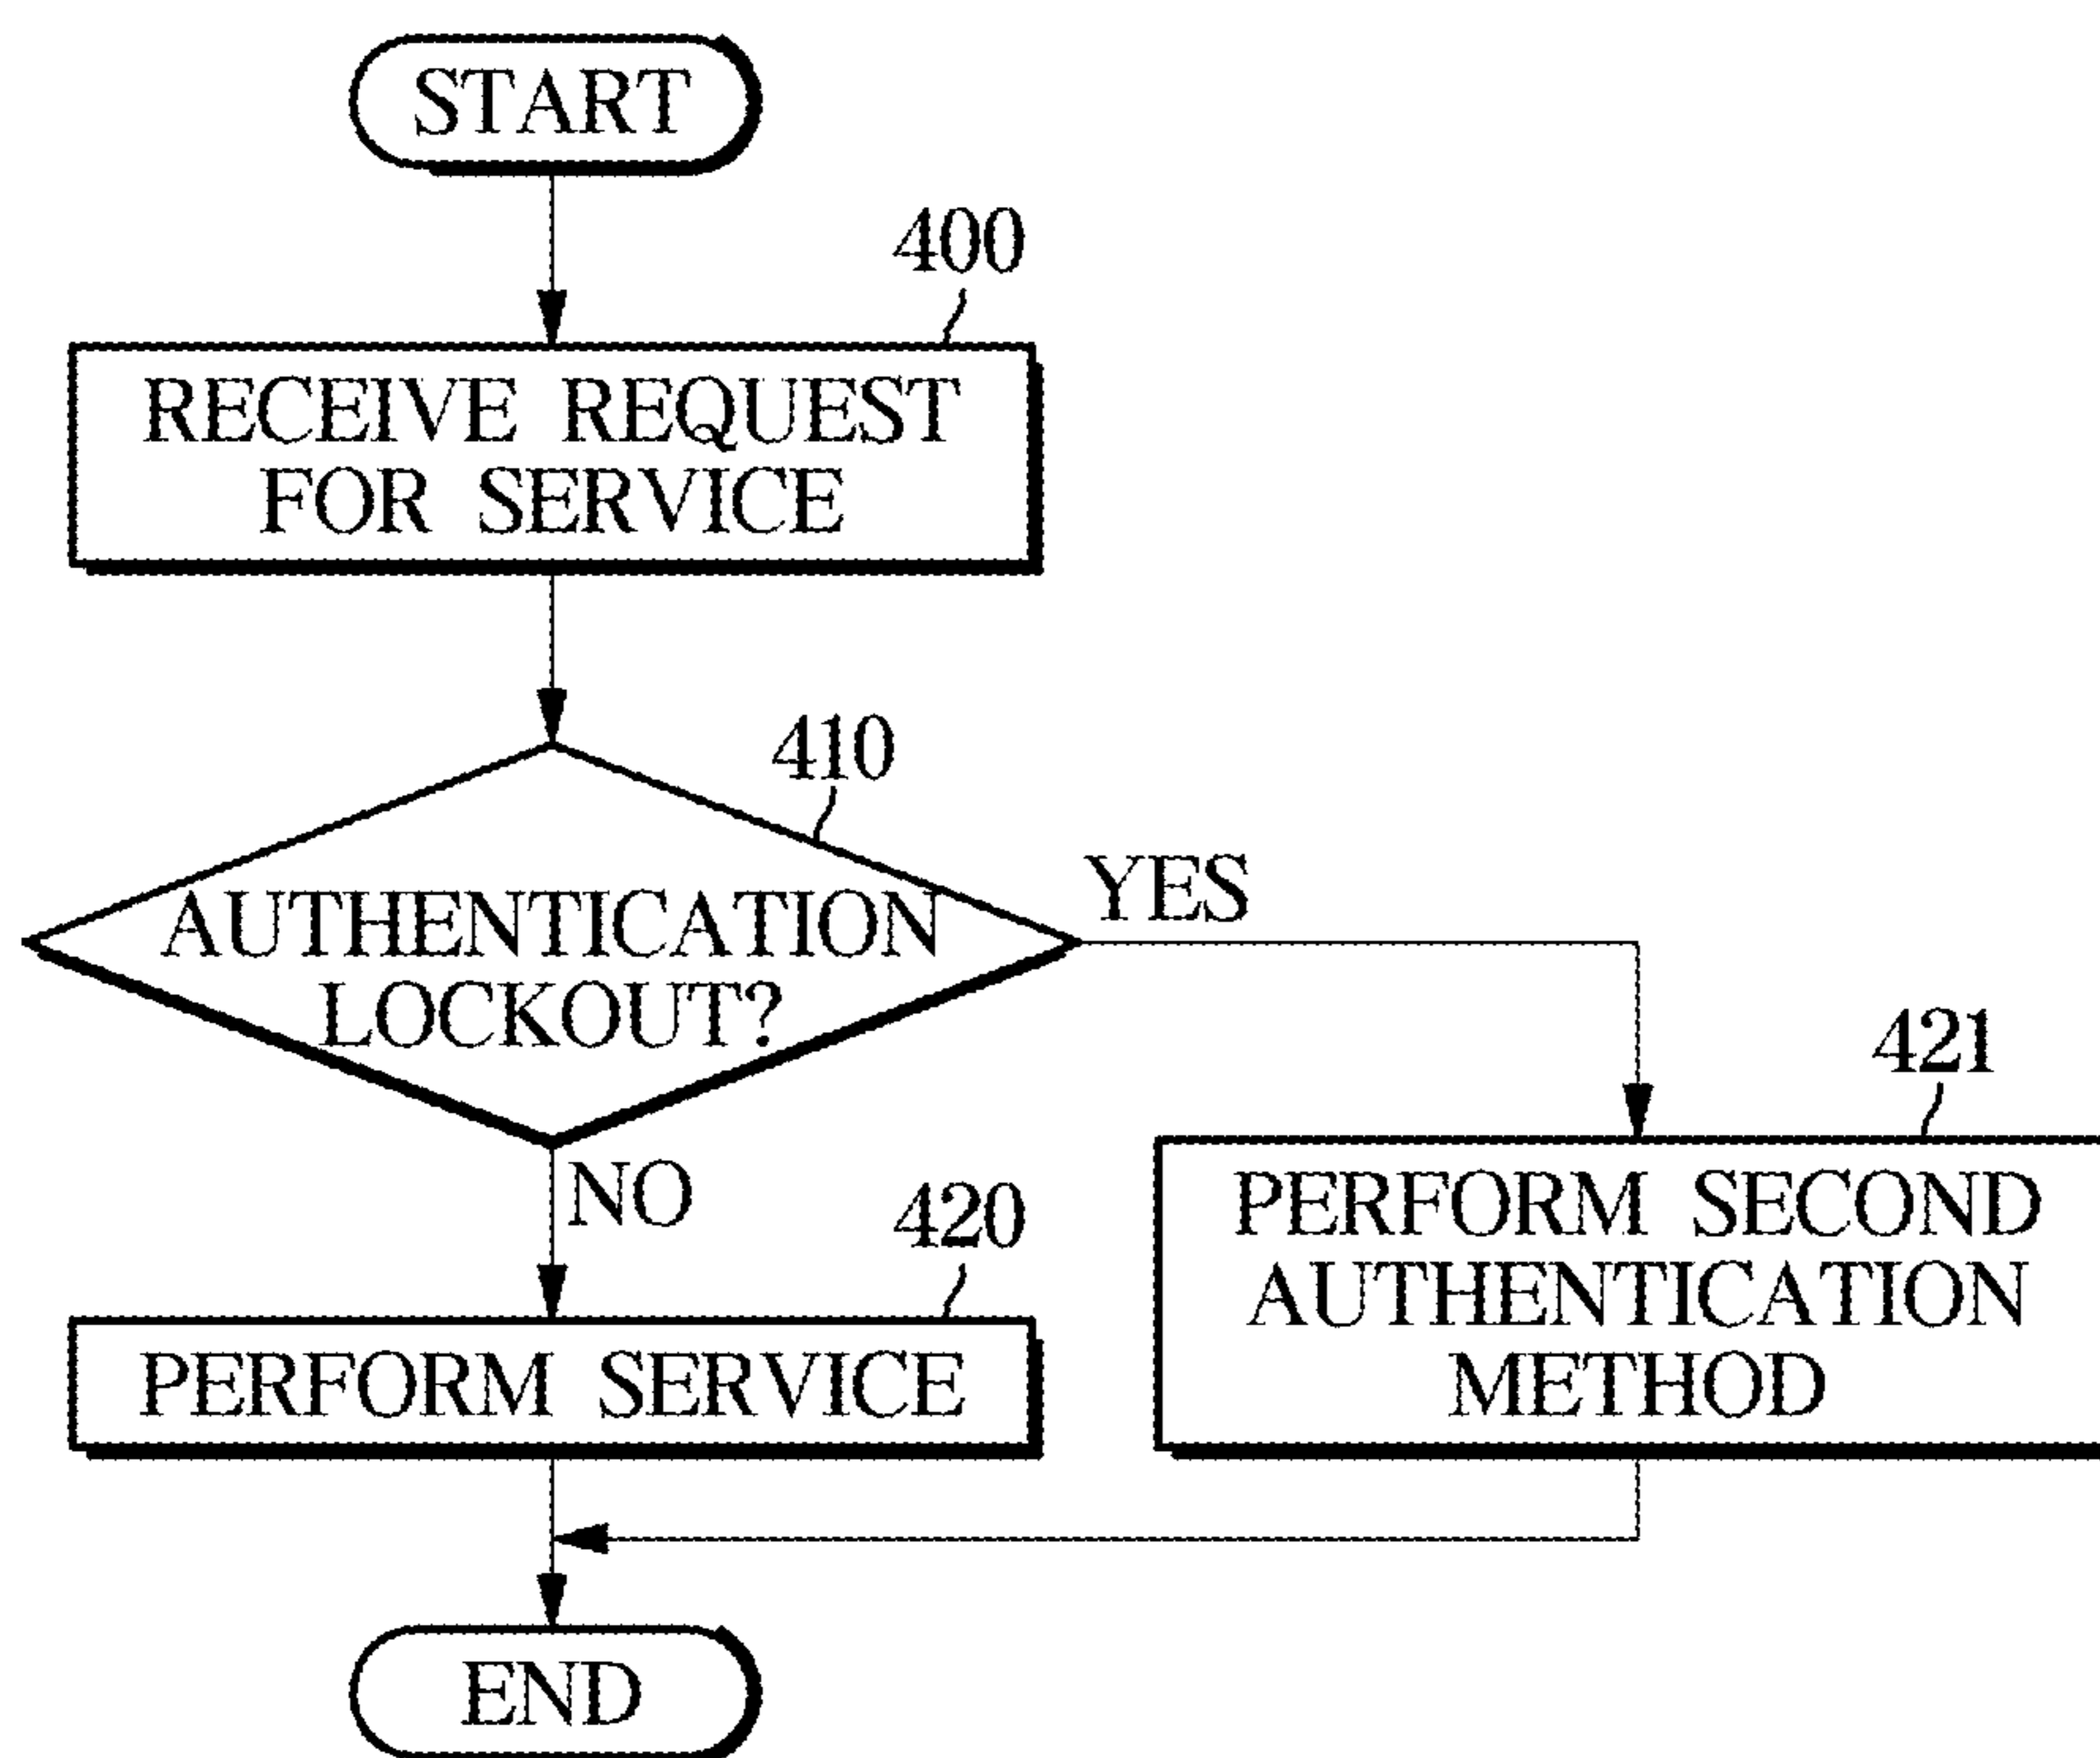 START
400
RECEIVE REQUEST
FOR SERVICE
410
AUTHENTICATION
LOCKOUT?
YES
NO
421
PERFORM SECOND
AUTHENTICATION
METHOD
420
PERFORM SERVICE
END